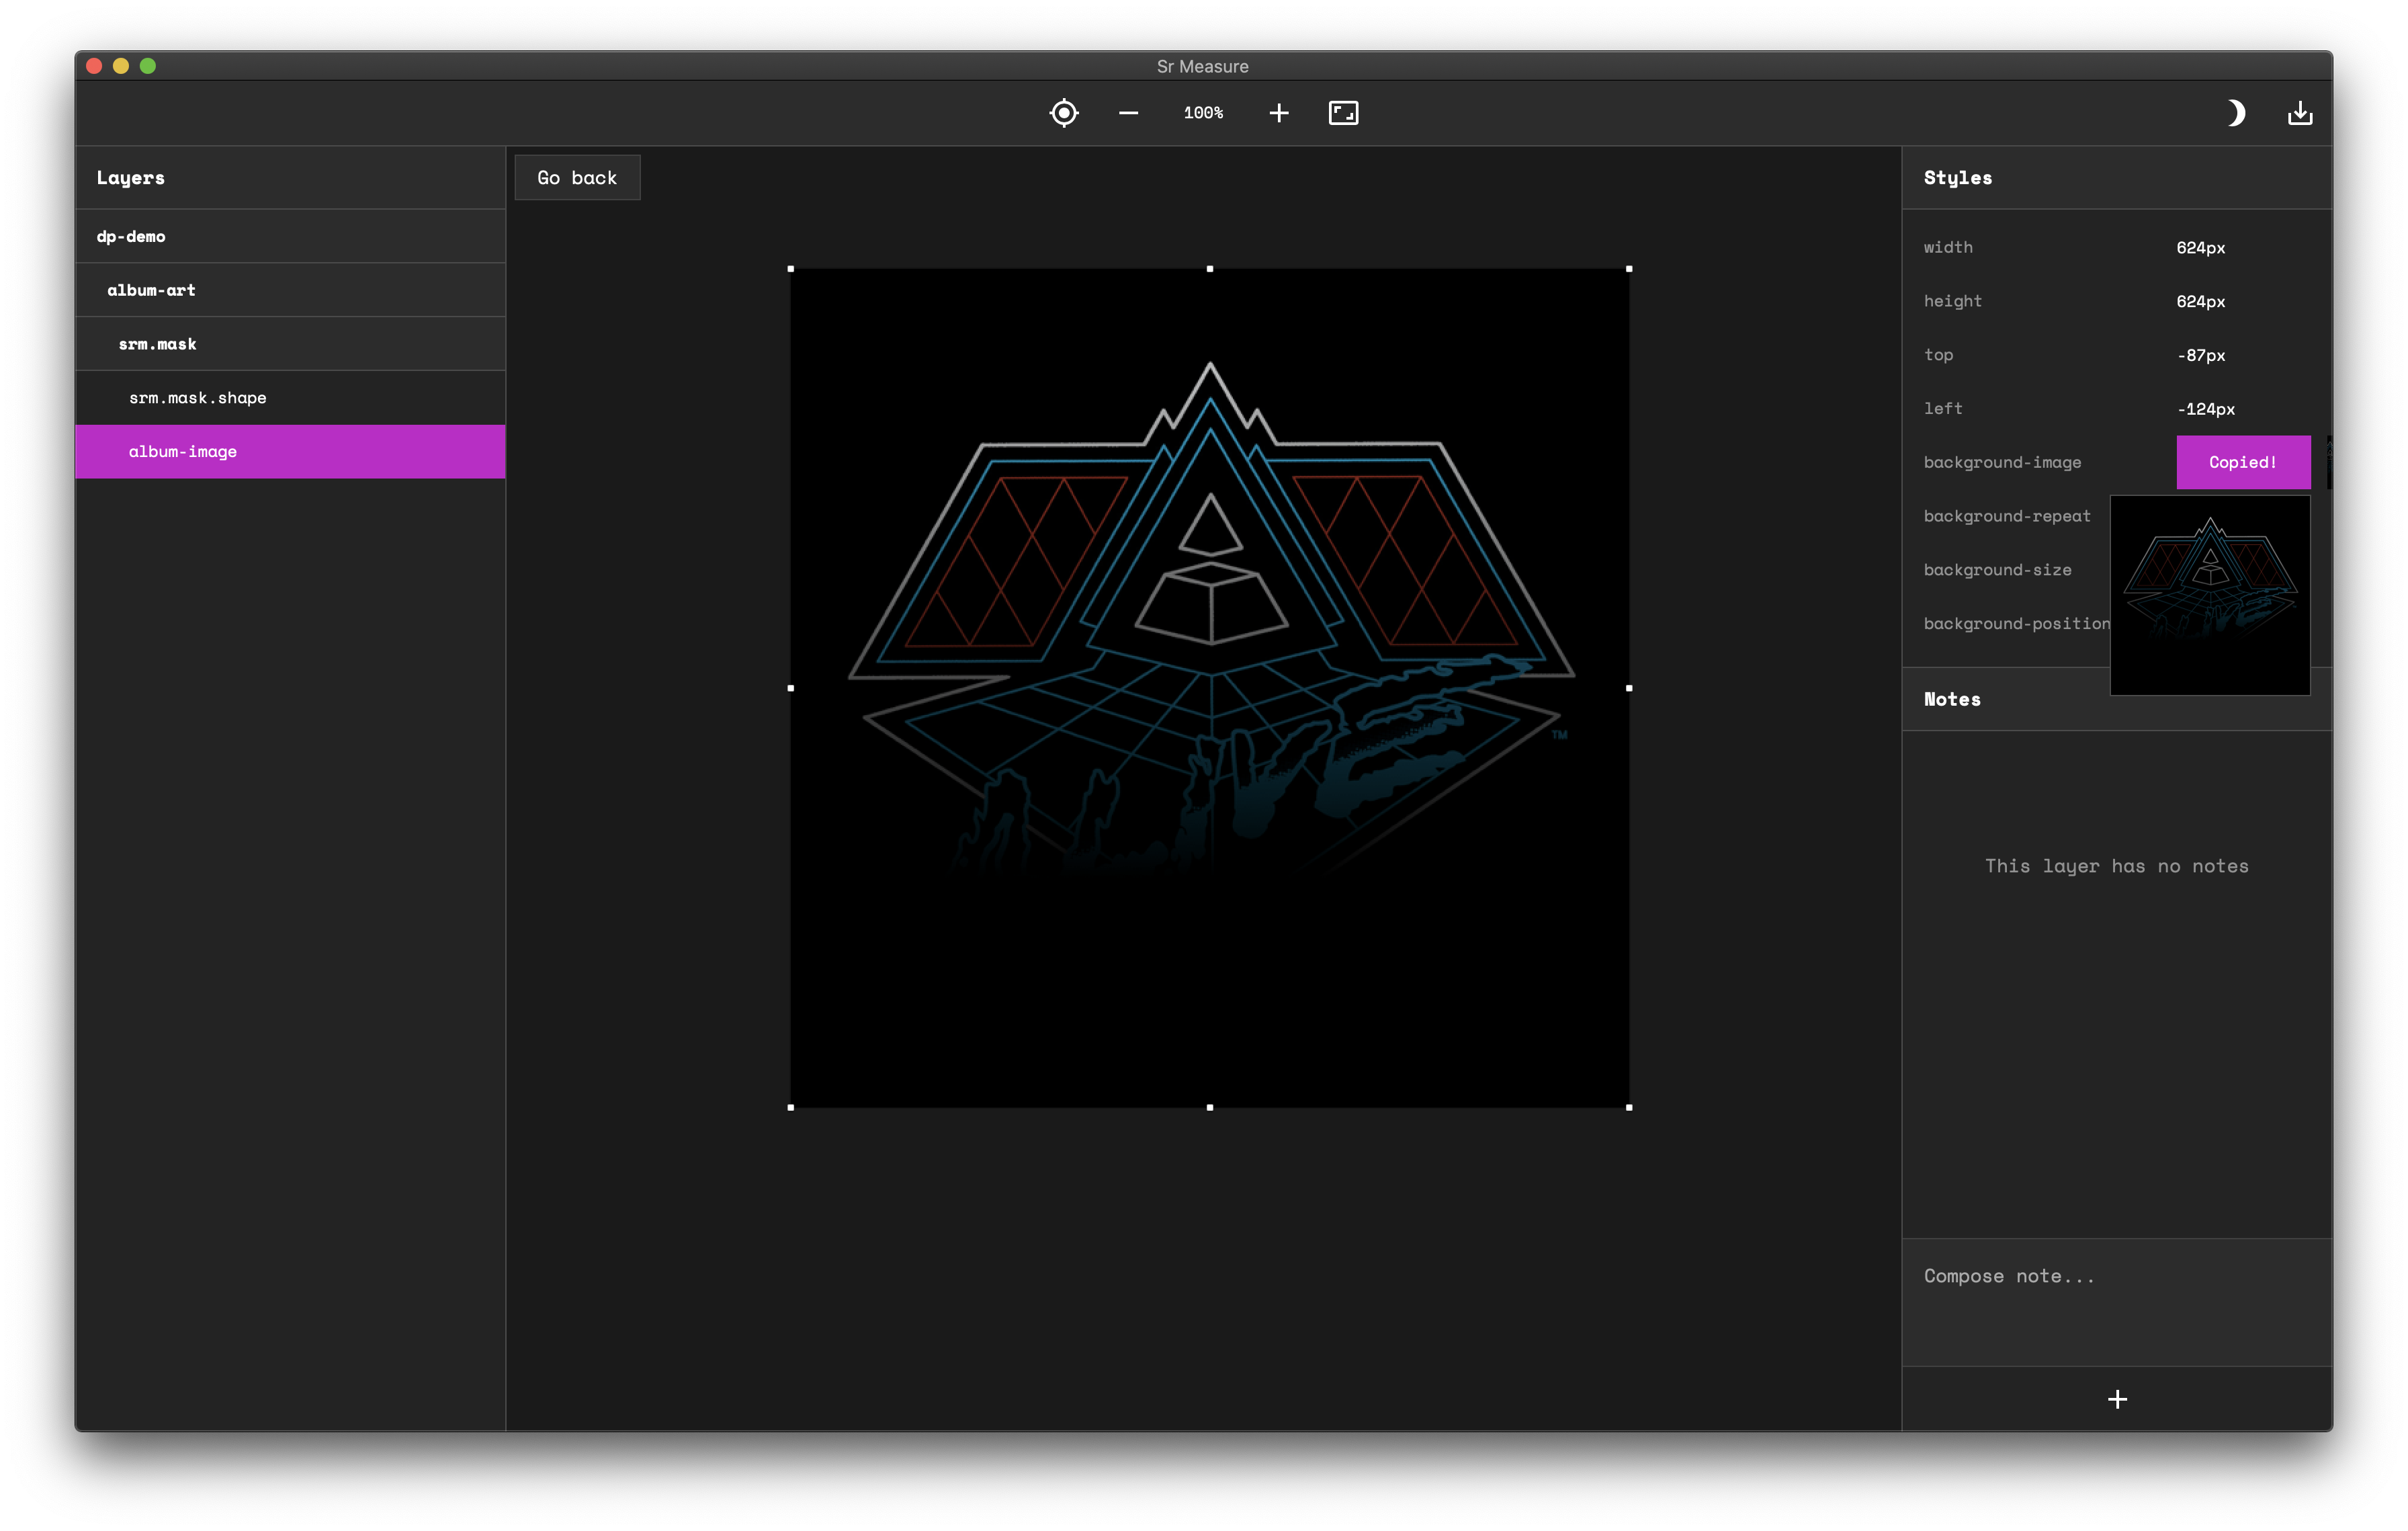 Sr Measure
100%
Layers
Go back
Styles
dp-demo
album-art
srm.mask
srm.mask.shape
album-image
width 624px
height 624px
top -87px
left -124px
background-image Copied!
background-repeat
background-size
background-position
TM
Notes
This layer has no notes
Compose note...